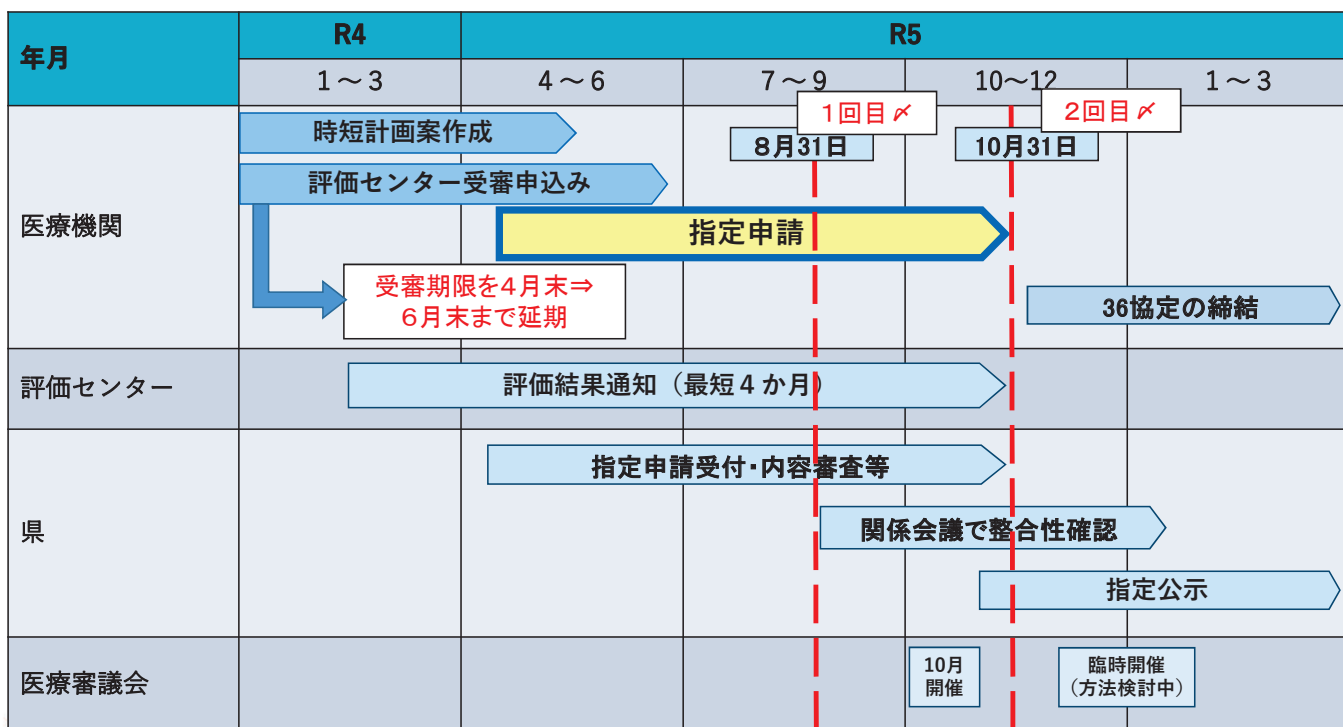 年月
R4
R5
1～3
4～6
7～9
10～12
1～3
1回目〆
2回目〆
8月31日
10月31日
医療機関
時短計画案作成
評価センター受審申込み
指定申請
受審期限を4月末⇒
6月末まで延期
36協定の締結
評価センター
評価結果通知（最短4か月）
県
指定申請受付・内容審査等
関係会議で整合性確認
指定公示
医療審議会
10月
開催
臨時開催
（方法検討中）